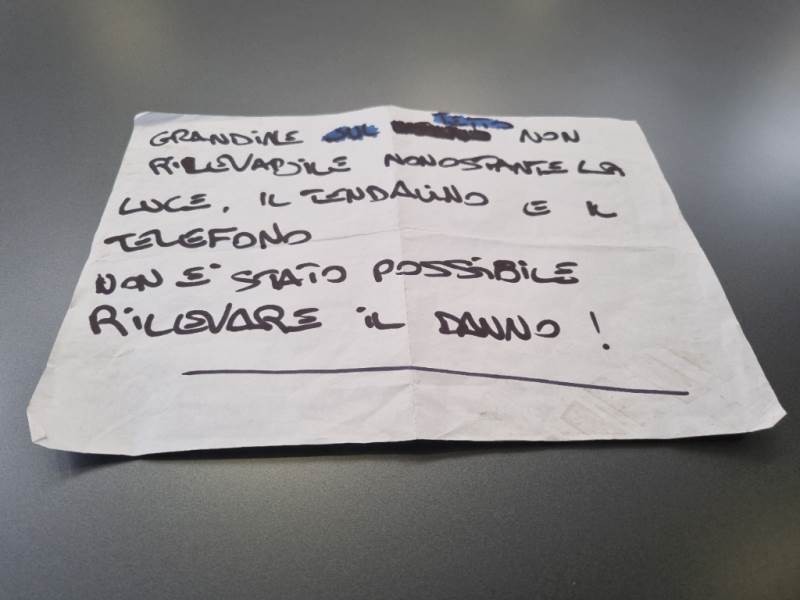 GRANDINE NON
RILEVABILE NONOSTANTE LA
LUCE, IL TENDALINO E IL
TELEFONO
NON E' STATO POSSIBILE
RILEVARE IL DANNO!